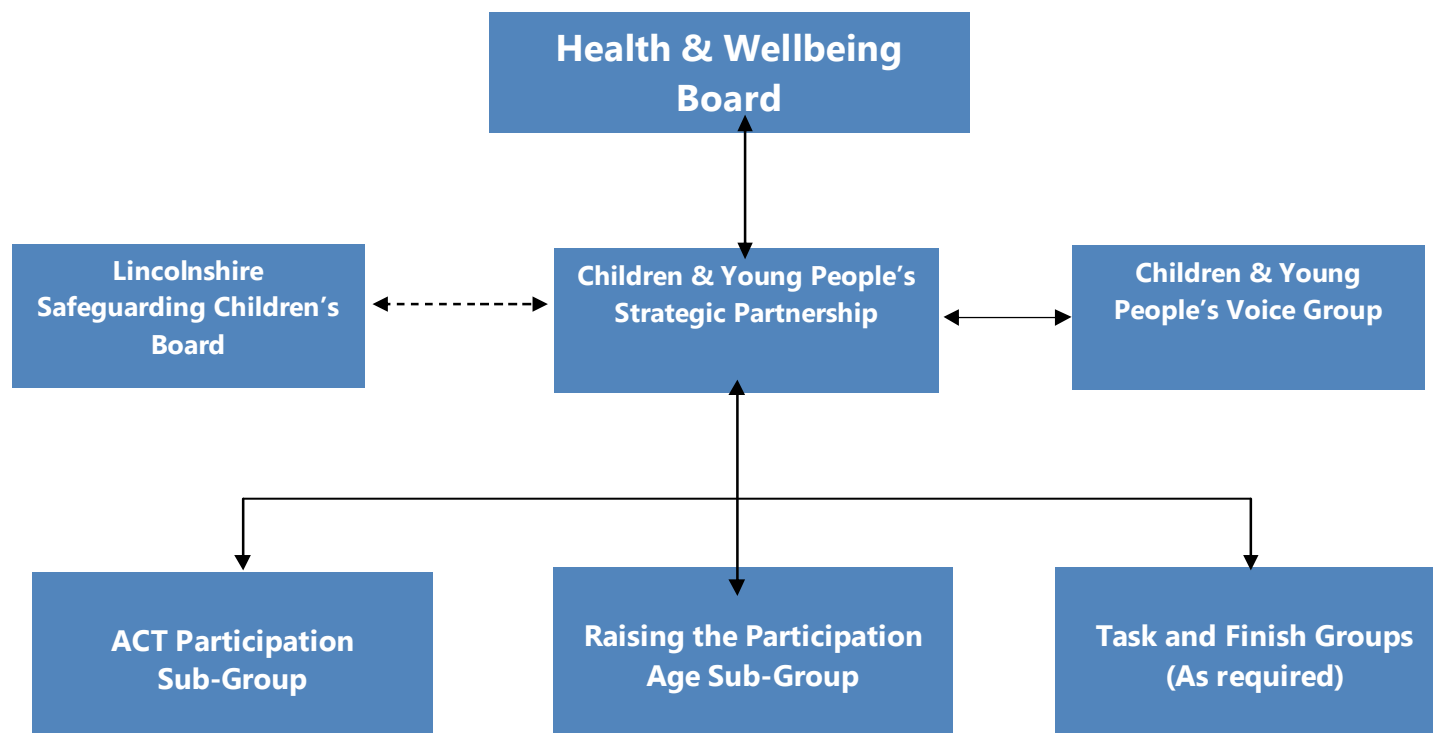 Health & Wellbeing
Board
Lincolnshire
Safeguarding Children’s
Board
Children & Young People’s
Strategic Partnership
Children & Young
People’s Voice Group
ACT Participation
Sub-Group
Raising the Participation
Age Sub-Group
Task and Finish Groups
(As required)